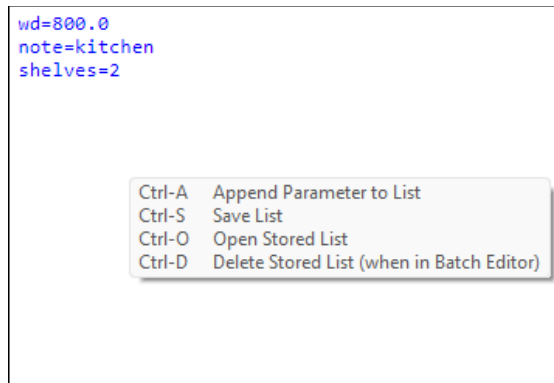 wd=800.0
note=kitchen
shelves=2
Ctrl-A Append Parameter to List
Ctrl-S Save List
Ctrl-O Open Stored List
Ctrl-D Delete Stored List (when in Batch Editor)